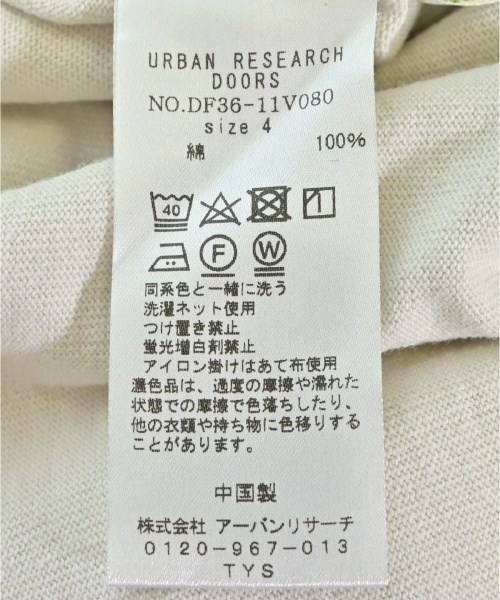 URBAN RESEARCH
DOORS
NO.DF36-11V080
size 4
綿 100%
40
F W
同系色と一緒に洗う
洗濯ネット使用
つけ置き禁止
蛍光増白剤禁止
アイロン掛けはあて布使用
濃色品は、過度の摩擦や濡れた
状態での摩擦で色落ちしたり、
他の衣類や持ち物に色移りする
ことがあります。
中国製
株式会社 アーバンリサーチ
0120-967-013
TYS